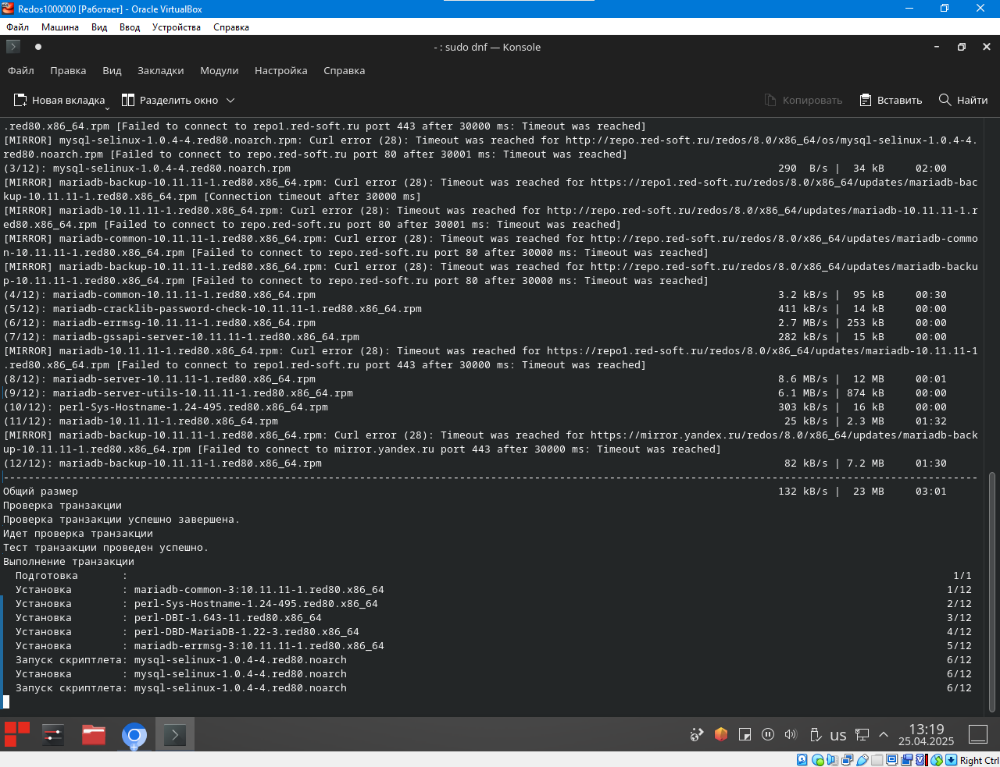 Redos1000000 [Работает] - Oracle VirtualBox
Файл Машина Вид Ввод Устройства Справка
- : sudo dnf — Konsole
Файл Правка Вид Закладки Модули Настройка Справка
Новая вкладка Разделить окно Копировать Вставить Найти
.red80.x86_64.rpm [Failed to connect to repo1.red-soft.ru port 443 after 30000 ms: Timeout was reached]
[MIRROR] mysql-selinux-1.0.4-4.red80.noarch.rpm: Curl error (28): Timeout was reached for http://repo.red-soft.ru/redos/8.0/x86_64/os/mysql-selinux-1.0.4-4.
red80.noarch.rpm [Failed to connect to repo.red-soft.ru port 80 after 30001 ms: Timeout was reached]
(3/12): mysql-selinux-1.0.4-4.red80.noarch.rpm 290 B/s | 34 kB 02:00
[MIRROR] mariadb-backup-10.11.11-1.red80.x86_64.rpm: Curl error (28): Timeout was reached for https://repo1.red-soft.ru/redos/8.0/x86_64/updates/mariadb-bac
kup-10.11.11-1.red80.x86_64.rpm [Connection timeout after 30000 ms]
[MIRROR] mariadb-10.11.11-1.red80.x86_64.rpm: Curl error (28): Timeout was reached for http://repo.red-soft.ru/redos/8.0/x86_64/updates/mariadb-10.11.11-1.r
ed80.x86_64.rpm [Failed to connect to repo.red-soft.ru port 80 after 30001 ms: Timeout was reached]
[MIRROR] mariadb-common-10.11.11-1.red80.x86_64.rpm: Curl error (28): Timeout was reached for http://repo.red-soft.ru/redos/8.0/x86_64/updates/mariadb-commo
n-10.11.11-1.red80.x86_64.rpm [Failed to connect to repo.red-soft.ru port 80 after 30000 ms: Timeout was reached]
[MIRROR] mariadb-backup-10.11.11-1.red80.x86_64.rpm: Curl error (28): Timeout was reached for http://repo.red-soft.ru/redos/8.0/x86_64/updates/mariadb-backu
p-10.11.11-1.red80.x86_64.rpm [Failed to connect to repo.red-soft.ru port 80 after 30000 ms: Timeout was reached]
(4/12): mariadb-common-10.11.11-1.red80.x86_64.rpm 3.2 kB/s | 95 kB 00:30
(5/12): mariadb-cracklib-password-check-10.11.11-1.red80.x86_64.rpm 411 kB/s | 14 kB 00:00
(6/12): mariadb-errmsg-10.11.11-1.red80.x86_64.rpm 2.7 MB/s | 253 kB 00:00
(7/12): mariadb-gssapi-server-10.11.11-1.red80.x86_64.rpm 282 kB/s | 15 kB 00:00
[MIRROR] mariadb-10.11.11-1.red80.x86_64.rpm: Curl error (28): Timeout was reached for https://repo1.red-soft.ru/redos/8.0/x86_64/updates/mariadb-10.11.11-1
.red80.x86_64.rpm [Failed to connect to repo1.red-soft.ru port 443 after 30000 ms: Timeout was reached]
(8/12): mariadb-server-10.11.11-1.red80.x86_64.rpm 8.6 MB/s | 12 MB 00:01
(9/12): mariadb-server-utils-10.11.11-1.red80.x86_64.rpm 6.1 MB/s | 874 kB 00:00
(10/12): perl-Sys-Hostname-1.24-495.red80.x86_64.rpm 303 kB/s | 16 kB 00:00
(11/12): mariadb-10.11.11-1.red80.x86_64.rpm 25 kB/s | 2.3 MB 01:32
[MIRROR] mariadb-backup-10.11.11-1.red80.x86_64.rpm: Curl error (28): Timeout was reached for https://mirror.yandex.ru/redos/8.0/x86_64/updates/mariadb-back
up-10.11.11-1.red80.x86_64.rpm [Failed to connect to mirror.yandex.ru port 443 after 30000 ms: Timeout was reached]
(12/12): mariadb-backup-10.11.11-1.red80.x86_64.rpm 82 kB/s | 7.2 MB 01:30
--------------------------------------------------------------------------------
Общий размер 132 kB/s | 23 MB 03:01
Проверка транзакции
Проверка транзакции успешно завершена.
Идет проверка транзакции
Тест транзакции проведен успешно.
Выполнение транзакции
Подготовка : 1/1
Установка : mariadb-common-3:10.11.11-1.red80.x86_64 1/12
Установка : perl-Sys-Hostname-1.24-495.red80.x86_64 2/12
Установка : perl-DBI-1.643-11.red80.x86_64 3/12
Установка : perl-DBD-MariaDB-1.22-3.red80.x86_64 4/12
Установка : mariadb-errmsg-3:10.11.11-1.red80.x86_64 5/12
Запуск скриптлета: mysql-selinux-1.0.4-4.red80.noarch 6/12
Установка : mysql-selinux-1.0.4-4.red80.noarch 6/12
Запуск скриптлета: mysql-selinux-1.0.4-4.red80.noarch 6/12
us 13:19
25.04.2025
Right Ctrl